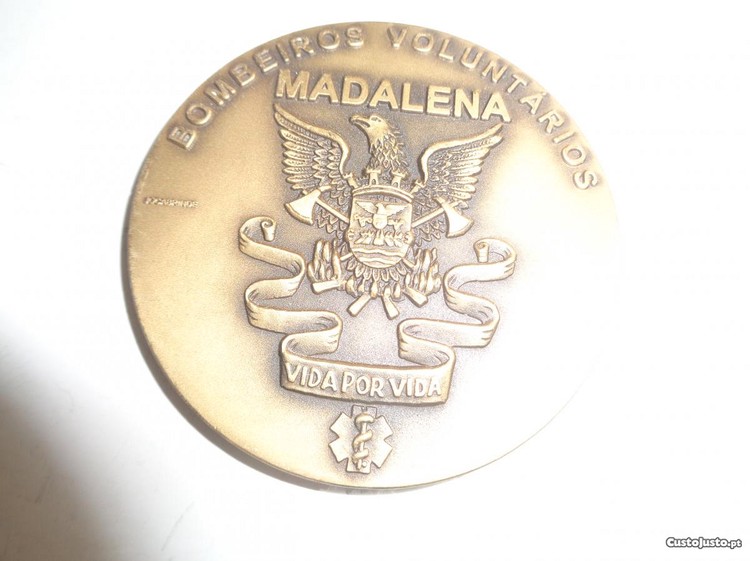 BOMBEIROS VOLUNTÁRIOS
MADALENA
VIDA POR VIDA
CustoJusto.pt